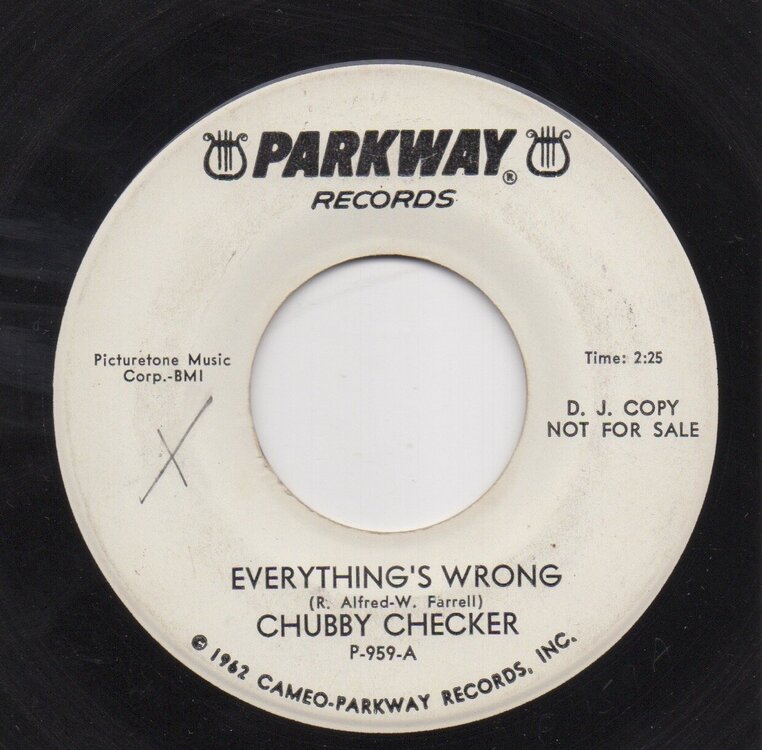 PARKWAY®
RECORDS
Picturetone Music
Corp.-BMI
Time: 2:25
D. J. COPY
NOT FOR SALE
X
EVERYTHING'S WRONG
(R. Alfred-W. Farrell)
CHUBBY CHECKER
P-959-A
© 1962 CAMEO-PARKWAY RECORDS, INC.